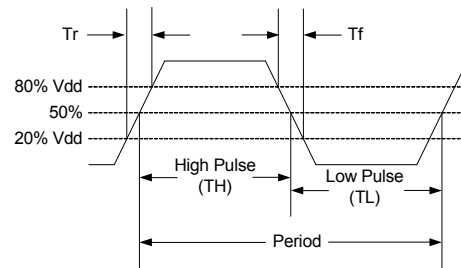 Tr
Tf
80% Vdd
50%
20% Vdd
High Pulse
(TH)
Low Pulse
(TL)
Period